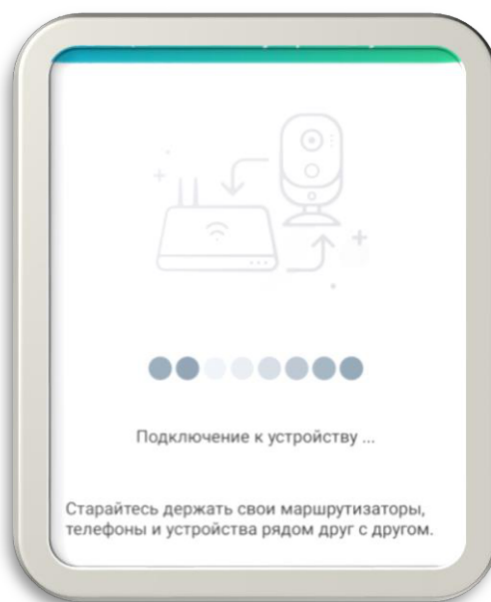 Подключение к устройству ...
Старайтесь держать свои маршрутизаторы,
телефоны и устройства рядом друг с другом.